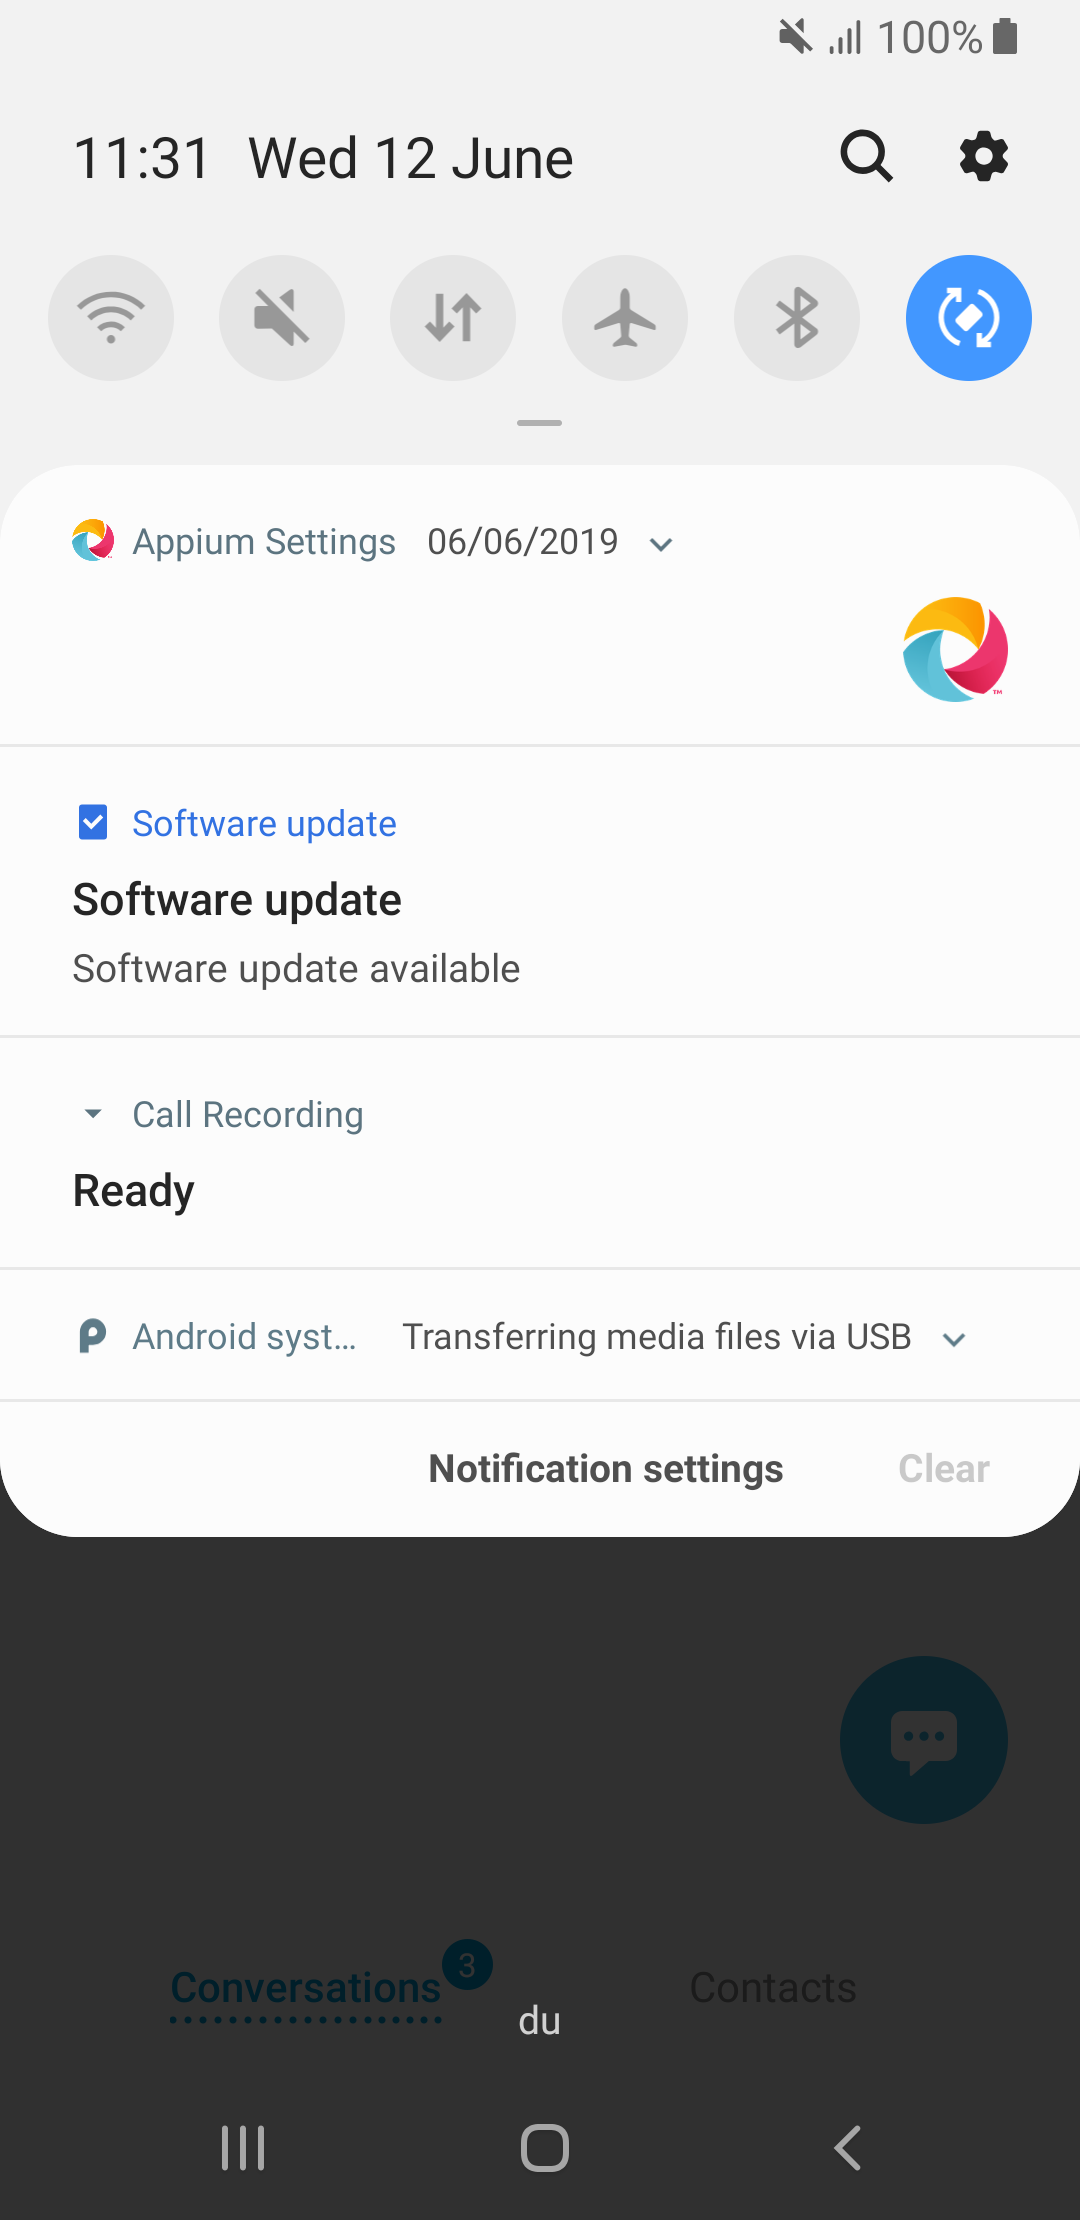 100%
11:31 Wed 12 June
Appium Settings 06/06/2019
TM
Software update
Software update
Software update available
Call Recording
Ready
Android syst... Transferring media files via USB
Notification settings Clear
Conversations 3 Contacts
du